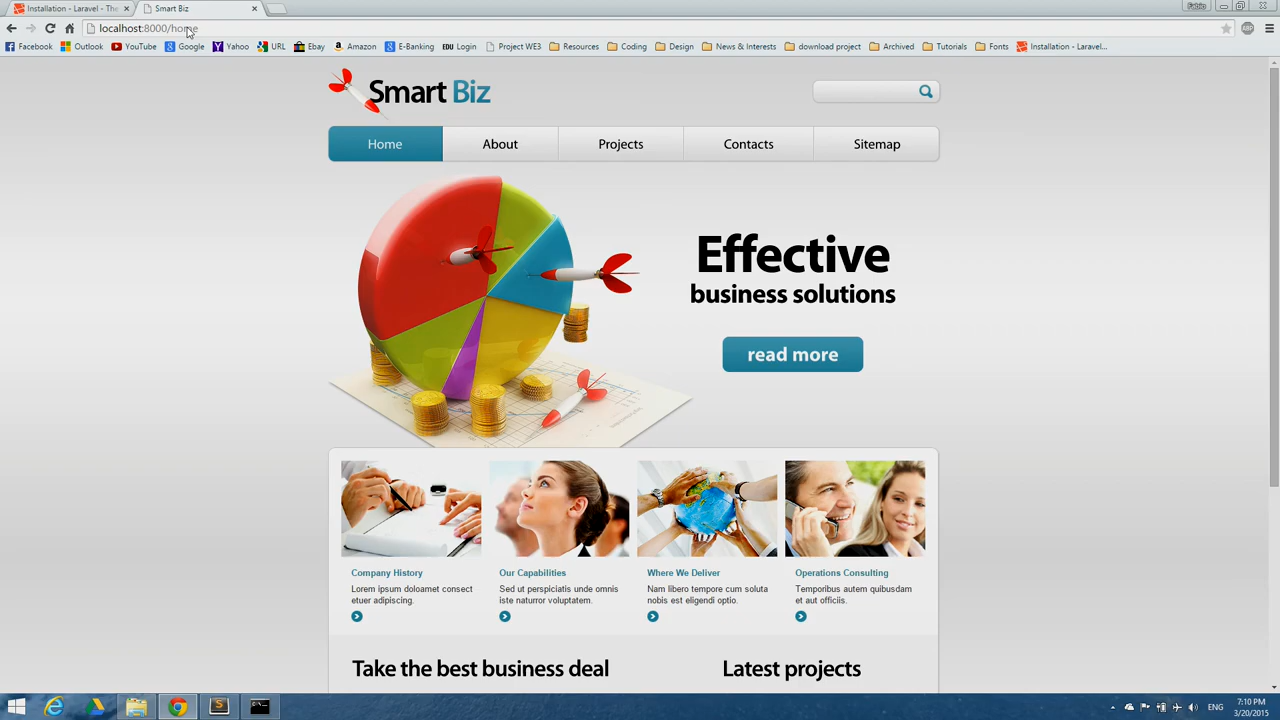 Installation - Laravel - The
Smart Biz
localhost:8000/home
Facebook
Outlook
YouTube
Google
Yahoo
URL
Ebay
Amazon
E-Banking
EDU Login
Project WE3
Resources
Coding
Design
News & Interests
download project
Archived
Tutorials
Fonts
Installation - Laravel...
Smart Biz
Home
About
Projects
Contacts
Sitemap
Effective
business solutions
read more
Company History
Lorem ipsum doloamet consect
etuer adipiscing.
Our Capabilities
Sed ut perspiciatis unde omnis
iste naturror voluptatem.
Where We Deliver
Nam libero tempore cum soluta
nobis est eligendi optio.
Operations Consulting
Temporibus autem quibusdam
et aut officiis.
Take the best business deal
Latest projects
ENG
7:10 PM
3/20/2015